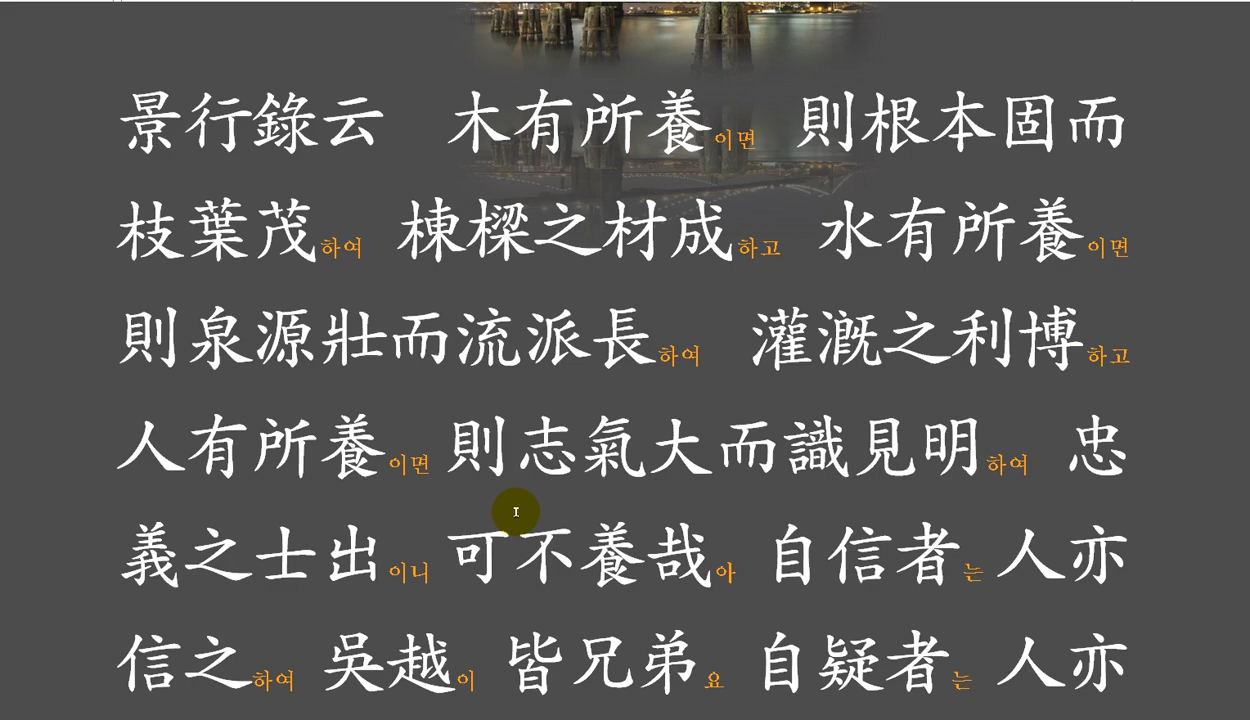 景行錄云 木有所養이면 則根本固而
枝葉茂하여 棟樑之材成하고 水有所養이면
則泉源壯而流派長하여 灌漑之利博하고
人有所養이면 則志氣大而識見明하여 忠
義之士出이니 可不養哉아 自信者는 人亦
信之하여 吳越이 皆兄弟요 自疑者는 人亦